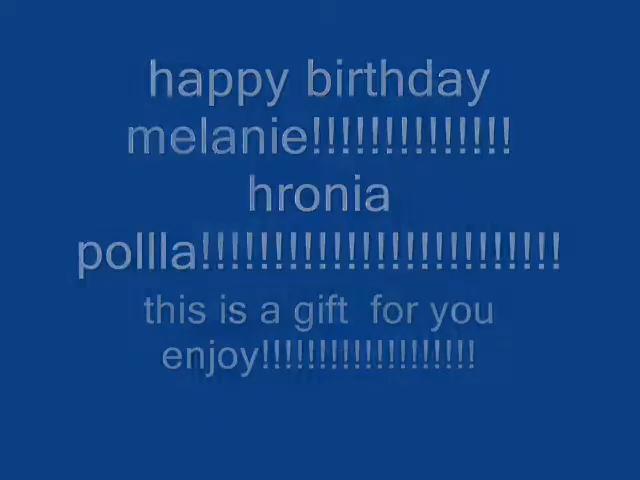 happy birthday
melanie!!!!!!!!!!!!!!
hronia
pollla!!!!!!!!!!!!!!!!!!!!!!!!!
this is a gift  for you
enjoy!!!!!!!!!!!!!!!!!!!!